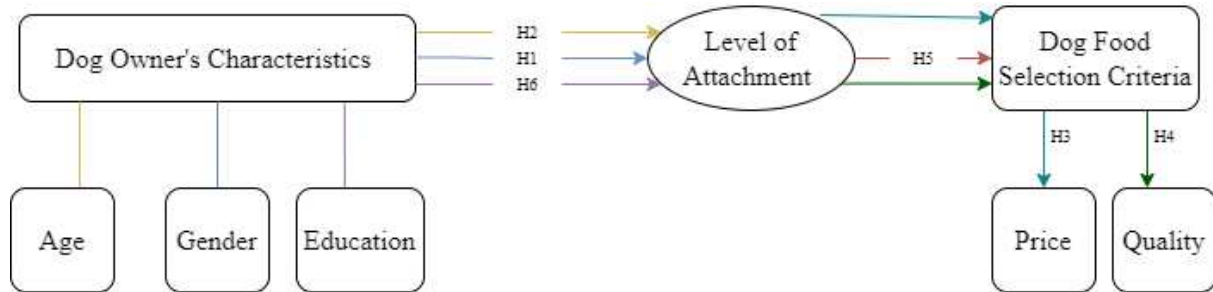 Dog Owner's Characteristics
H2
H1
H6
Level of
Attachment
H5
Dog Food
Selection Criteria
H3
H4
Age
Gender
Education
Price
Quality